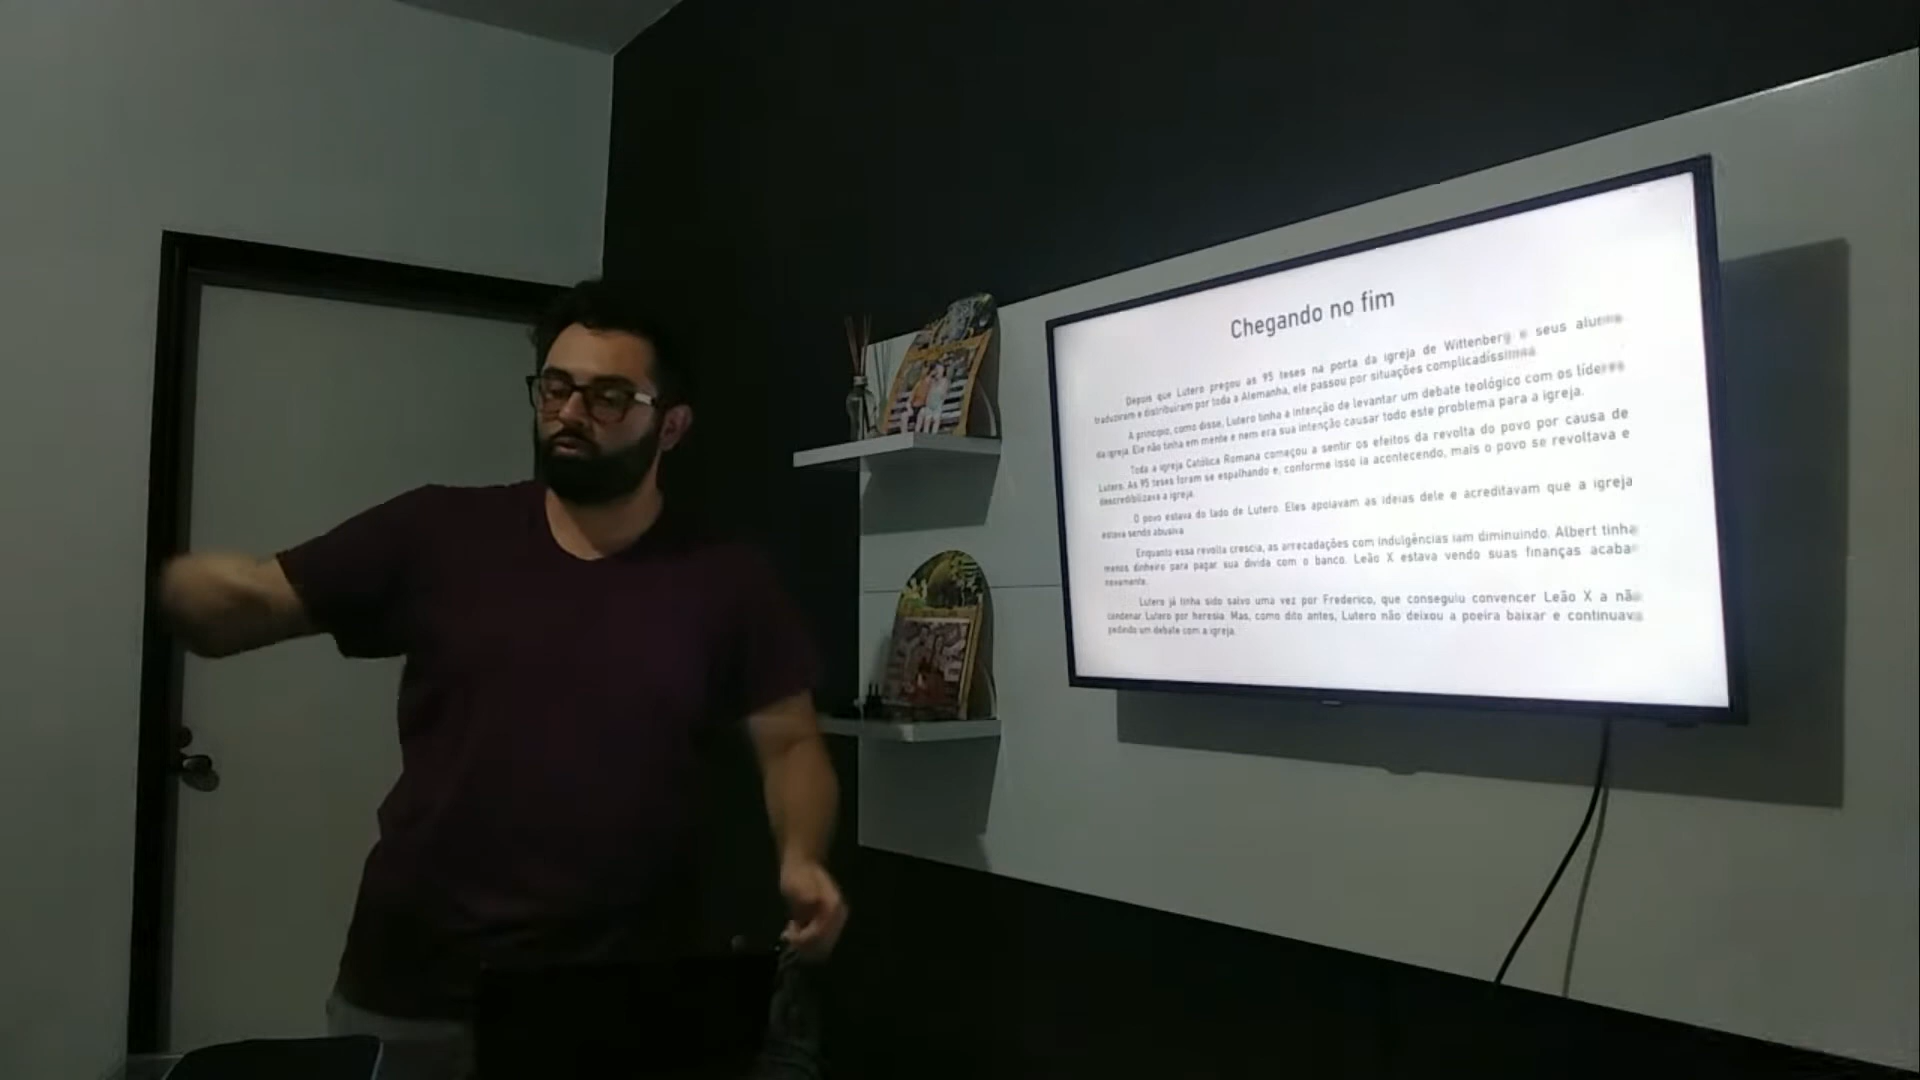 Chegando no fim
Depois que Lutero pregou as 95 teses na porta da igreja de Wittenberg e seus alunos
traduziram e distribuíram por toda a Alemanha, ele passou por situações complicadíssimas
A princípio, como disse, Lutero tinha a intenção de levantar um debate teológico com os líderes
da igreja. Ele não tinha em mente e nem era sua intenção causar todo este problema para a igreja.
Toda a igreja Católica Romana começou a sentir os efeitos da revolta do povo por causa de
Lutero. As 95 teses foram se espalhando e, conforme isso ia acontecendo, mais o povo se revoltava e
descredibilizava a igreja.
O povo estava do lado de Lutero. Eles apoiavam as ideias dele e acreditavam que a igreja
estava sendo abusiva
Enquanto essa revolta crescia, as arrecadações com indulgências iam diminuindo. Albert tinha
menos dinheiro para pagar sua dívida com o banco. Leão X estava vendo suas finanças acabar
novamente.
Lutero já tinha sido salvo uma vez por Frederico, que conseguiu convencer Leão X a não
condenar Lutero por heresia. Mas, como dito antes, Lutero não deixou a poeira baixar e continuava
pedindo um debate com a igreja.